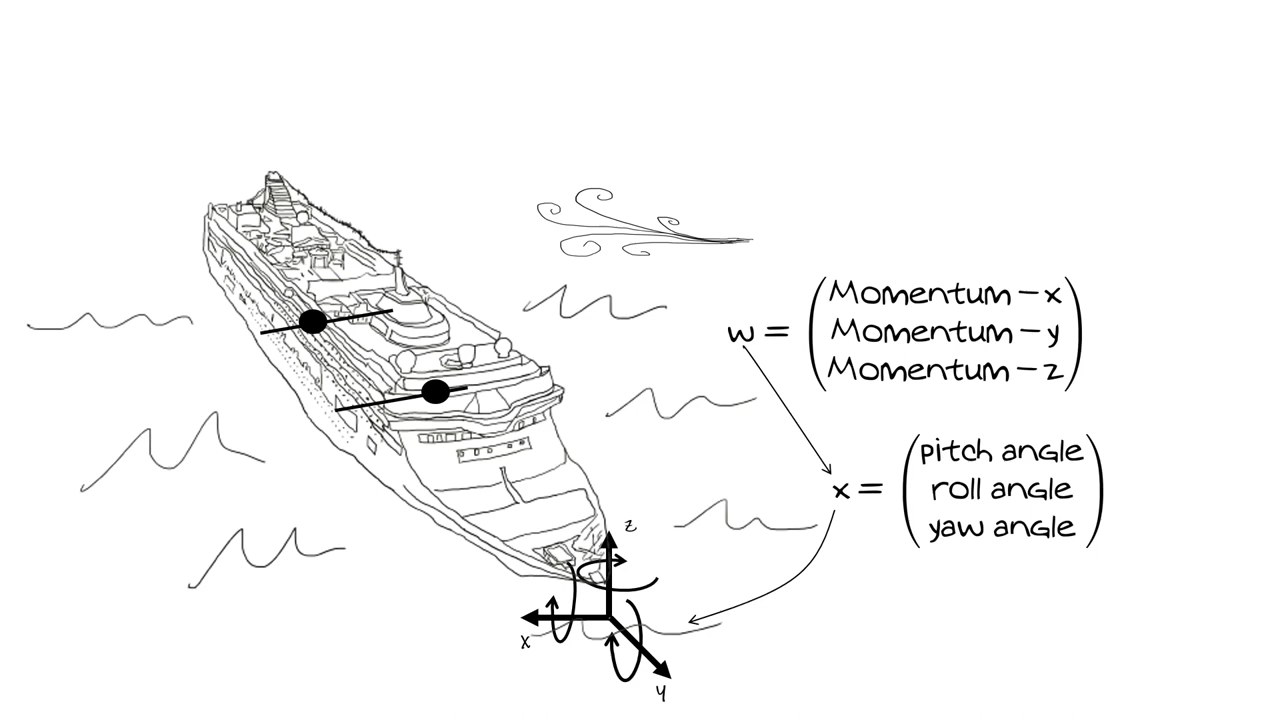 w = (Momentum – x
Momentum – y
Momentum – z)
x = (pitch angle
roll angle
yaw angle)
z
x
y